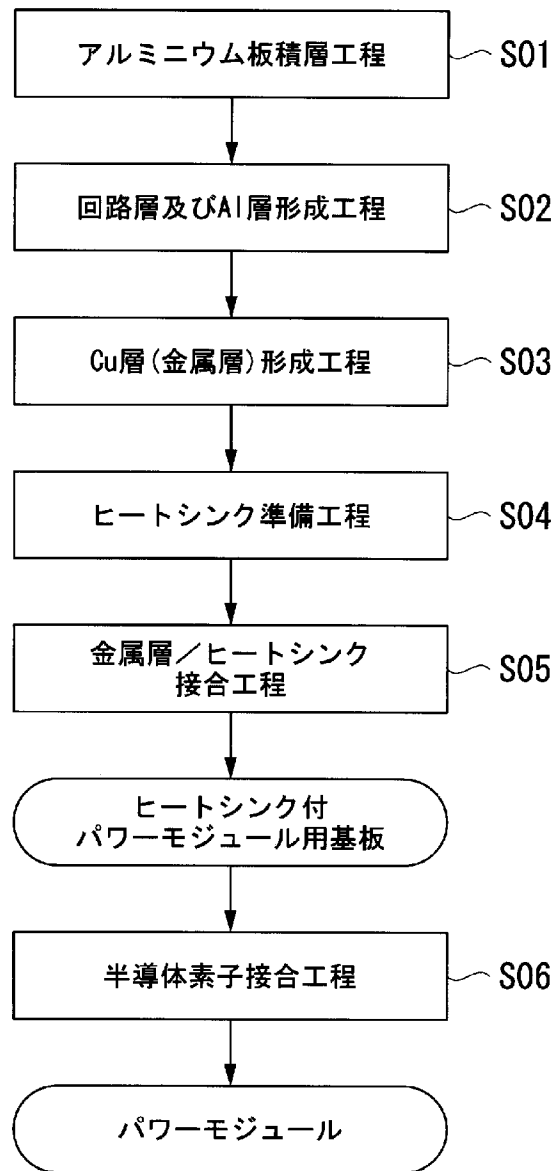 アルミニウム板積層工程 S01
回路層及びAl層形成工程 S02
Cu層(金属層)形成工程 S03
ヒートシンク準備工程 S04
金属層/ヒートシンク
接合工程 S05
ヒートシンク付
パワーモジュール用基板
半導体素子接合工程 S06
パワーモジュール